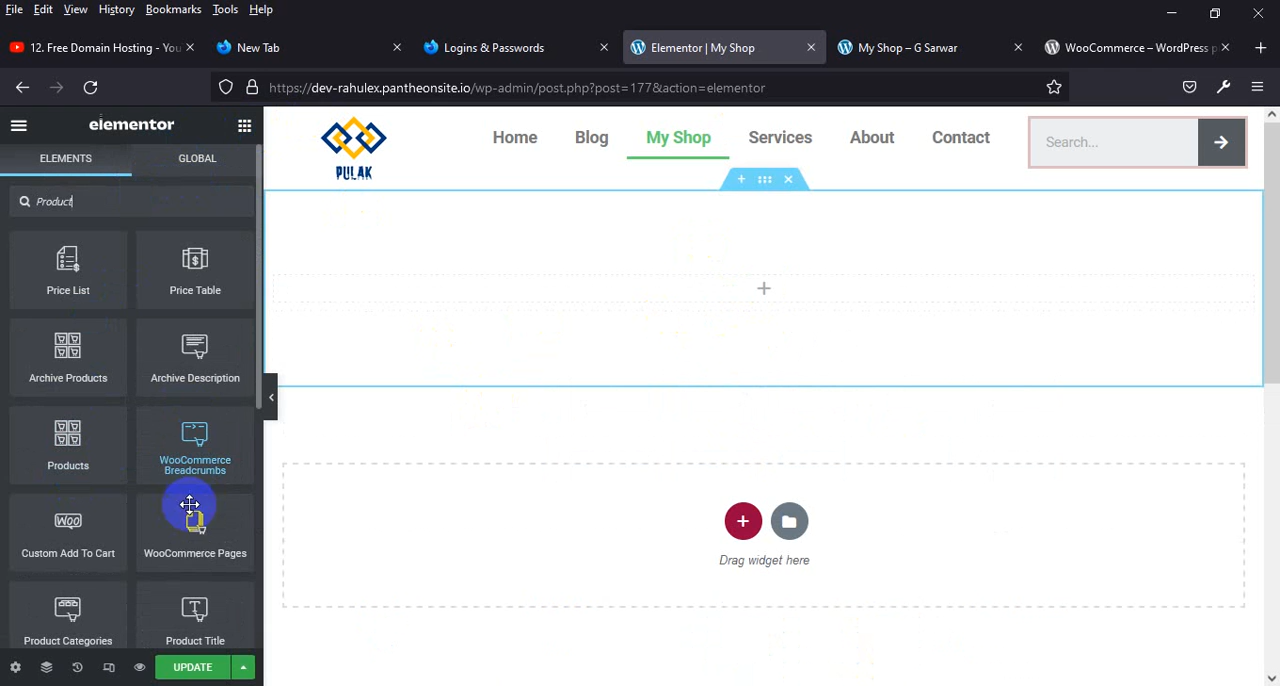 File Edit View History Bookmarks Tools Help
12. Free Domain Hosting - You
New Tab
Logins & Passwords
Elementor | My Shop
My Shop – G Sarwar
WooCommerce – WordPress p
https://dev-rahulex.pantheonsite.io/wp-admin/post.php?post=177&action=elementor
elementor
ELEMENTS GLOBAL
Product
Price List
Price Table
Archive Products
Archive Description
Products
WooCommerce
Breadcrumbs
Woo
Custom Add To Cart
WooCommerce Pages
Product Categories
Product Title
UPDATE
PULAK
Home Blog My Shop Services About Contact
Search...
Drag widget here